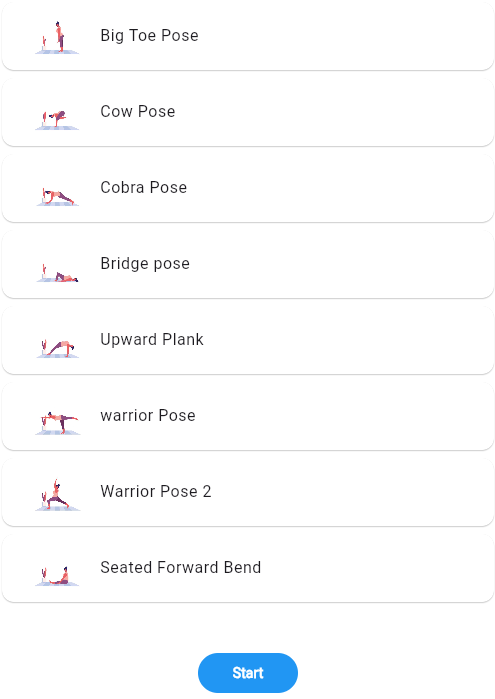 Big Toe Pose
Cow Pose
Cobra Pose
Bridge pose
Upward Plank
warrior Pose
Warrior Pose 2
Seated Forward Bend
Start